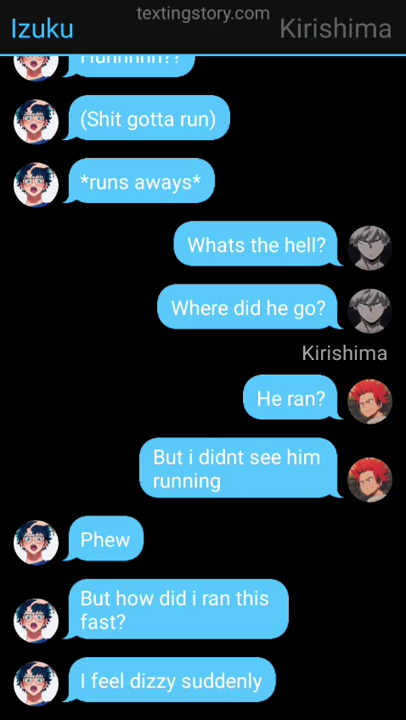 textingstory.com
Izuku
Kirishima
Huhhhhh??
(Shit gotta run)
*runs aways*
Whats the hell?
Where did he go?
Kirishima
He ran?
But i didnt see him
running
Phew
But how did i ran this
fast?
I feel dizzy suddenly